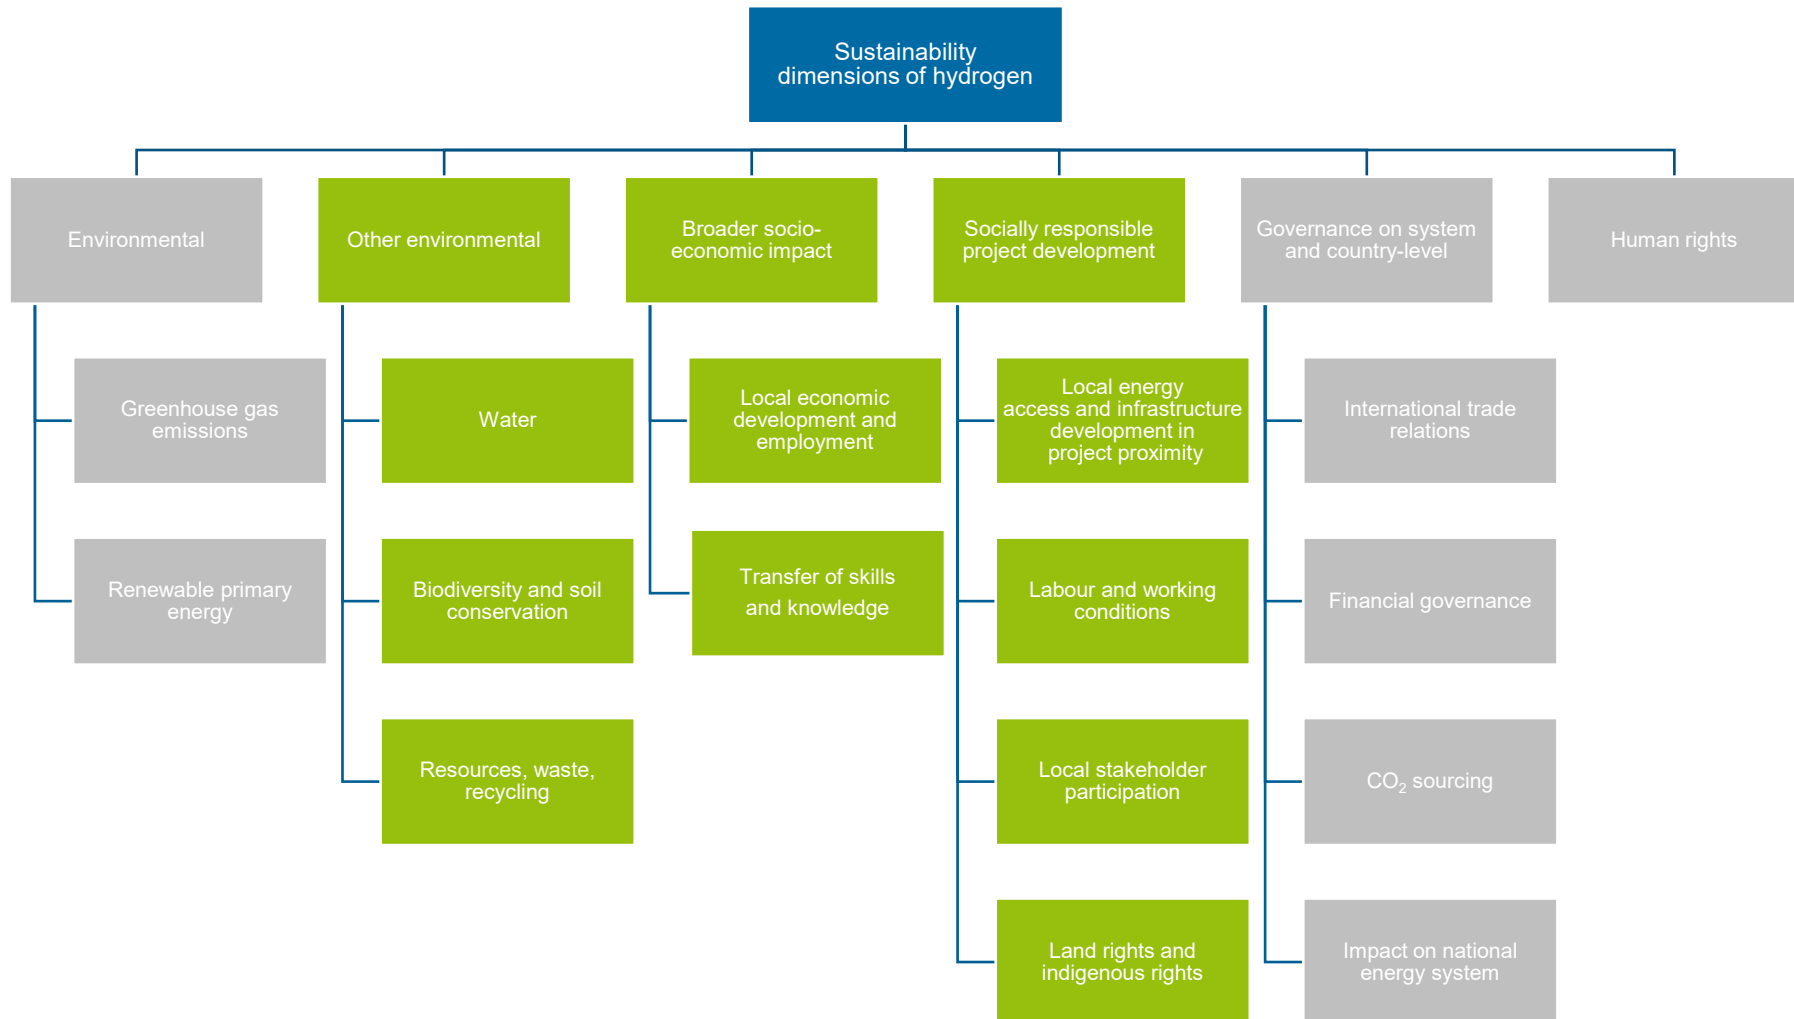 Sustainability
dimensions of hydrogen
Environmental
Other environmental
Broader socio-
economic impact
Socially responsible
project development
Governance on system
and country-level
Human rights
Greenhouse gas
emissions
Renewable primary
energy
Water
Biodiversity and soil
conservation
Resources, waste,
recycling
Local economic
development and
employment
Transfer of skills
and knowledge
Local energy
access and infrastructure
development in
project proximity
Labour and working
conditions
Local stakeholder
participation
Land rights and
indigenous rights
International trade
relations
Financial governance
CO₂ sourcing
Impact on national
energy system